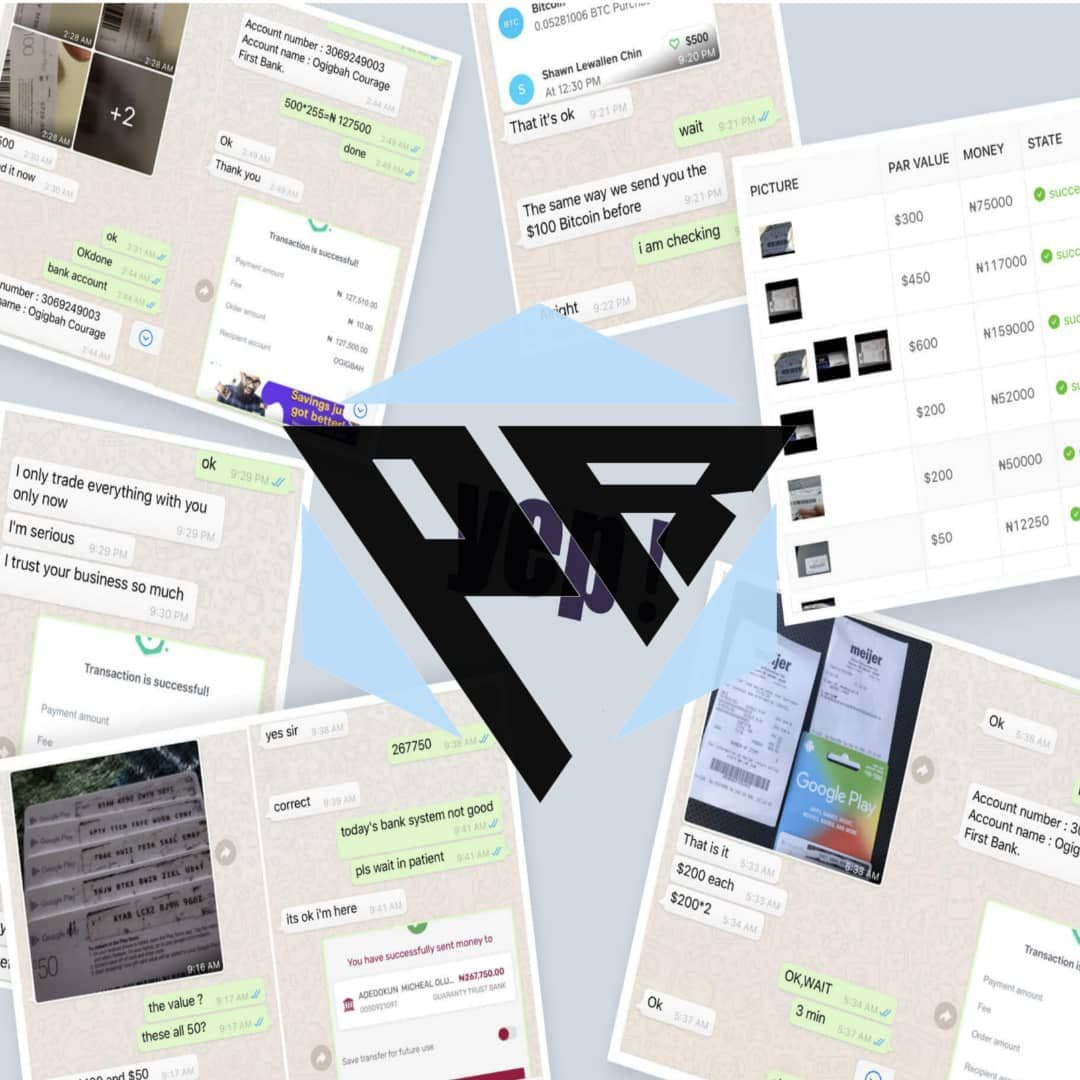 2:28 AM
2:28 AM
2:28 AM
+2
2:30 AM
d it now
2:30 AM
ok 2:31 AM
OKdone 2:44 AM
bank account 2:44 AM
number : 3069249003
ame : Ogigbah Courage
2:44 AM
Account number : 3069249003
Account name : Ogigbah Courage
First Bank.
2:44 AM
500*255=₦ 127500
2:48 AM
Ok 2:49 AM
done 2:49 AM
Thank you 2:49 AM
Transaction is successful!
Payment amount
₦ 127,510.00
Fee
₦ 10.00
Order amount
₦ 127,500.00
Recipient account
OGIGBAH
Savings ju
got better!
BTC
Bitcoin
0.05281006 BTC Purch
$500
9:20 PM
S
Shawn Lewallen Chin
At 12:30 PM
That it's ok 9:21 PM
wait 9:21 PM
The same way we send you the
$100 Bitcoin before 9:21 PM
i am checking
9:22 PM
PICTURE PAR VALUE MONEY STATE
$300 ₦75000 succe
$450 ₦117000 succ
$600 ₦159000 suc
$200 ₦52000 su
$200 ₦50000
$50 ₦12250
ok 9:29 PM
I only trade everything with you
only now 9:29 PM
I'm serious 9:29 PM
I trust your business so much
9:30 PM
Transaction is successful!
Payment amount
Fee
yep!
Google Play
Google Play
Google Play
Google Play
50
9:16 AM
the value ? 9:17 AM
these all 50? 9:17 AM
and $50 9:17 AM
yes sir 9:38 AM
267750 9:38 AM
correct 9:39 AM
today's bank system not good
9:41 AM
pls wait in patient 9:41 AM
its ok i'm here 9:41 AM
You have successfully sent money to
ADEDOKUN MICHEAL OLU... ₦267,750.00
0050921097 GUARANTY TRUST BANK
Save transfer for future use
meijer
meijer
Google Play
5:33 AM
That is it 5:33 AM
$200 each 5:33 AM
$200*2 5:34 AM
OK,WAIT 5:34 AM
3 min 5:37 AM
Ok 5:37 AM
Ok 5:38 AM
Account number : 3
Account name : Ogig
First Bank.
Transactio
Payment amount
Fee
Order amount
Recipient a